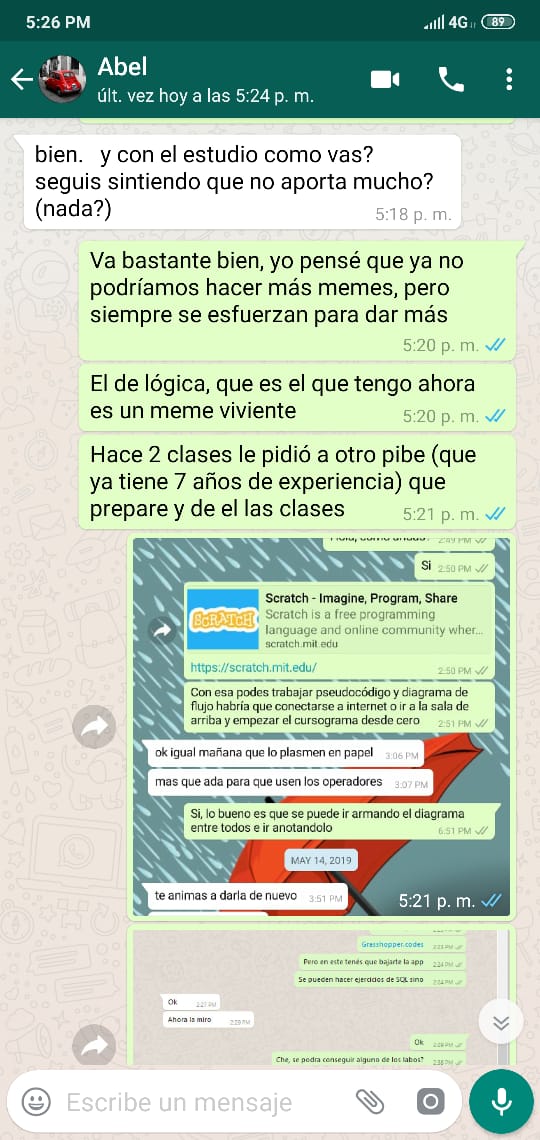 5:26 PM
4G 89
Abel
últ. vez hoy a las 5:24 p. m.
bien. y con el estudio como vas?
seguis sintiendo que no aporta mucho?
(nada?)
5:18 p. m.
Va bastante bien, yo pensé que ya no
podríamos hacer más memes, pero
siempre se esfuerzan para dar más
5:20 p. m.
El de lógica, que es el que tengo ahora
es un meme viviente
5:20 p. m.
Hace 2 clases le pidió a otro pibe (que
ya tiene 7 años de experiencia) que
prepare y de el las clases
5:21 p. m.
2:49 PM
Si 2:50 PM
Scratch - Imagine, Program, Share
SCRATCH
Scratch is a free programming
language and online community wher...
scratch.mit.edu
https://scratch.mit.edu/
2:50 PM
Con esa podes trabajar pseudocódigo y diagrama de
flujo habría que conectarse a internet o ir a la sala de
arriba y empezar el cursograma desde cero 2:51 PM
ok igual mañana que lo plasmen en papel 3:06 PM
mas que ada para que usen los operadores 3:07 PM
Si, lo bueno es que se puede ir armando el diagrama
entre todos e ir anotandolo
6:51 PM
MAY 14, 2019
te animas a darla de nuevo 3:51 PM
5:21 p. m.
Grasshopper.codes 2:23 PM
Pero en este tenés que bajarte la app 2:24 PM
Se pueden hacer ejercicios de SQL sino 2:24 PM
Ok 2:27 PM
Ahora la miro 2:29 PM
Ok
Che, se podra conseguir alguno de los labos?
Escribe un mensaje